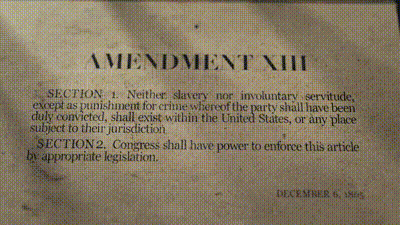 AMENDMENT XIII
SECTION 1. Neither slavery nor involuntary servitude,
except as punishment for crime whereof the party shall have been
duly convicted, shall exist within the United States, or any place
subject to their jurisdiction
SECTION 2. Congress shall have power to enforce this article
by appropriate legislation.
DECEMBER 6, 1865